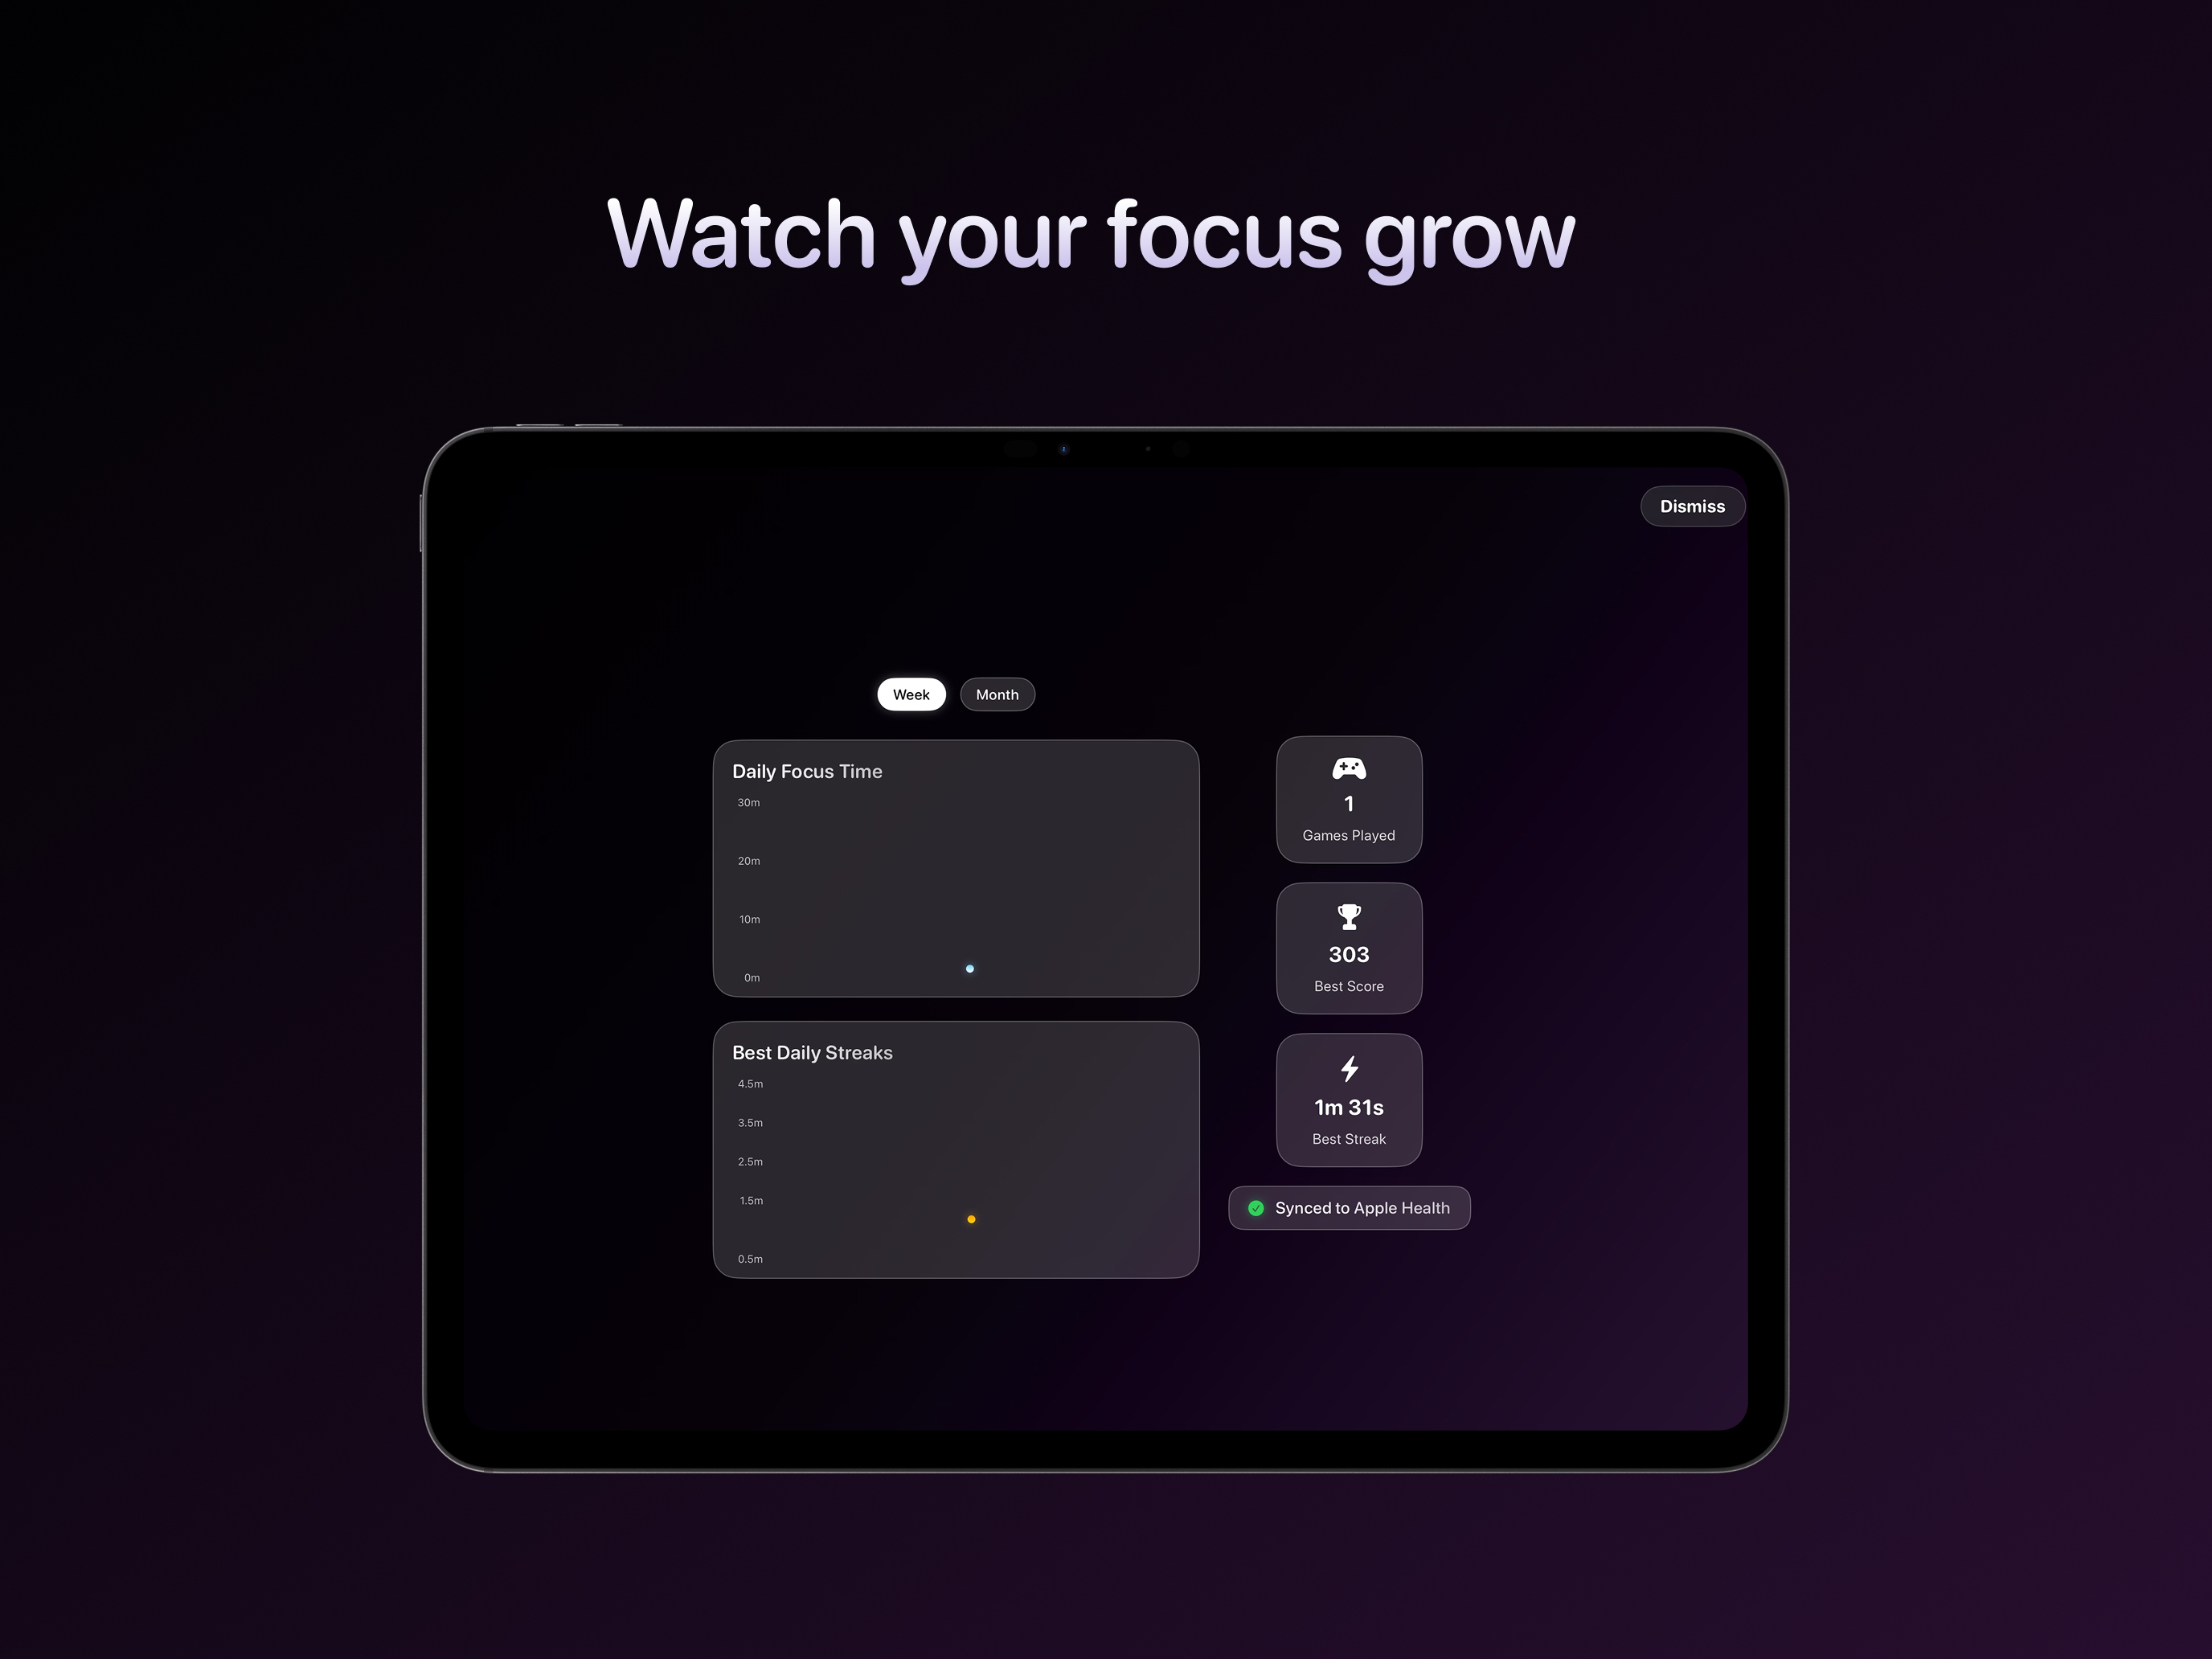 Watch your focus grow
Dismiss
Week
Month
Daily Focus Time
30m
20m
10m
0m
Best Daily Streaks
4.5m
3.5m
2.5m
1.5m
0.5m
1
Games Played
303
Best Score
1m 31s
Best Streak
Synced to Apple Health